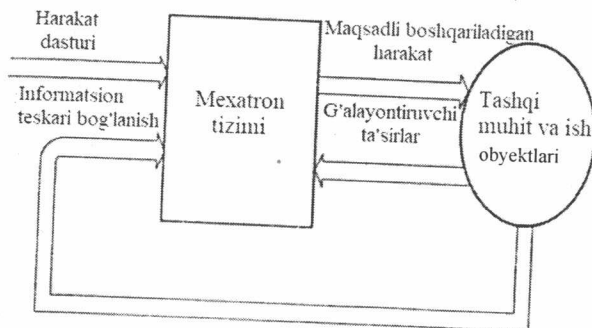 Harakat
dasturi
Maqsadli boshqariladigan
harakat
Informatsion
teskari bog'lanish
Mexatron
tizimi
G'alayontiruvchi
ta'sirlar
Tashqi
muhit va ish
obyektlari